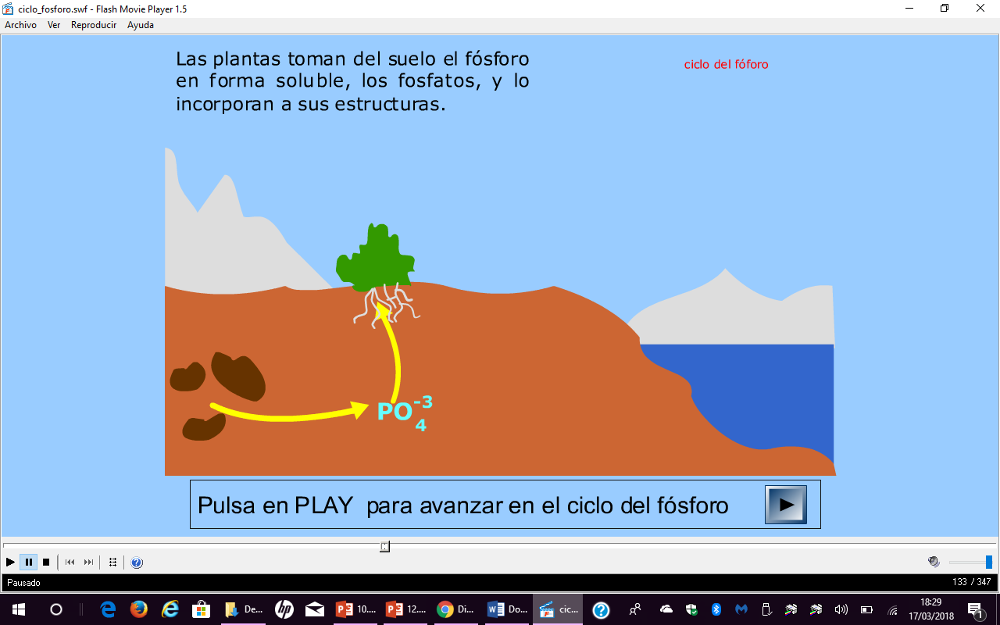 ciclo_fosforo.swf - Flash Movie Player 1.5
Archivo Ver Reproducir Ayuda
Las plantas toman del suelo el fósforo
en forma soluble, los fosfatos, y lo
incorporan a sus estructuras.
ciclo del fóforo
PO₄⁻³
Pulsa en PLAY para avanzar en el ciclo del fósforo
Pausado
133 / 347
De... hp 10.... 12.... Di... Do... cic...
18:29
17/03/2018
1